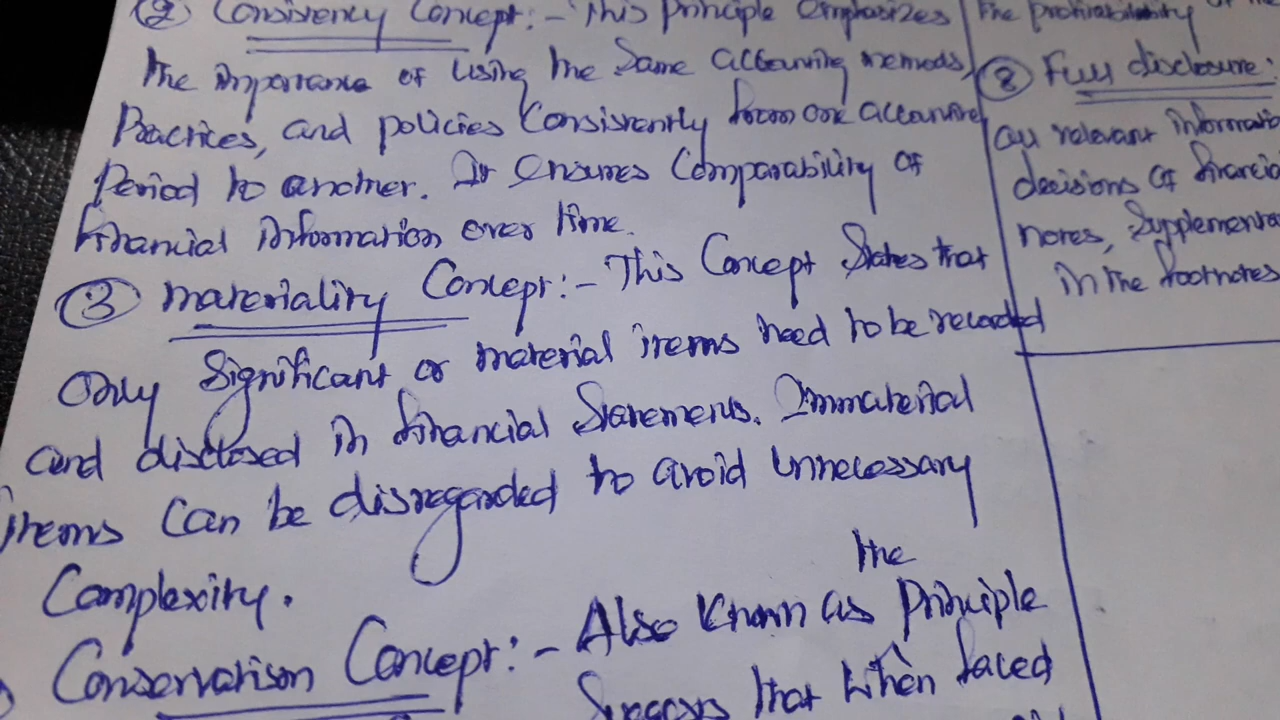 ② Consistency Concept:- This principle emphasizes
the importance of using the same accounting methods,
Practices, and policies Consistently from one accounting
Period to another. It ensures Comparability of
financial information over time.
③ materiality Concept:- This Concept States that
only Significant or material items need to be recorded
and disclosed in financial Statements. Immaterial
items Can be disregarded to avoid unnecessary
Complexity.
Conservatism Concept:- Also known as the Principle
Suggests that when faced
the profitability
⑧ Full disclosure:
all relevant informatio
decisions of financia
notes, Supplementa
in the footnotes